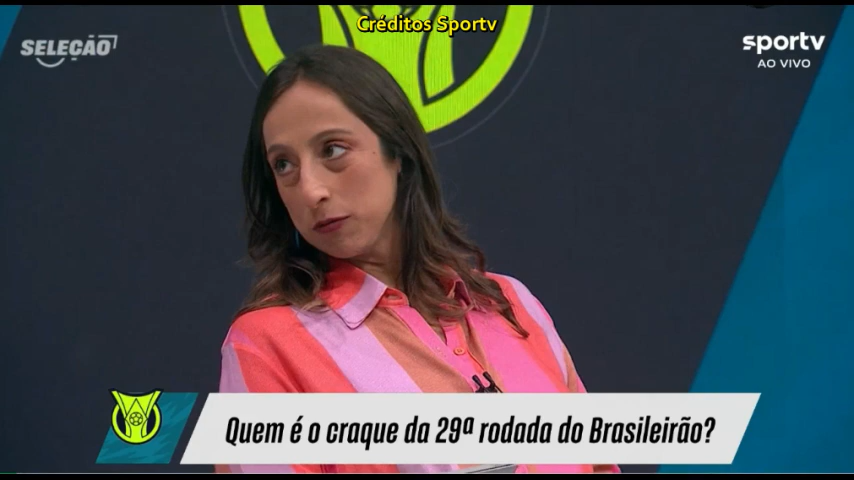 Créditos Sportv
SELEÇÃO
sportv
AO VIVO
Quem é o craque da 29ª rodada do Brasileirão?